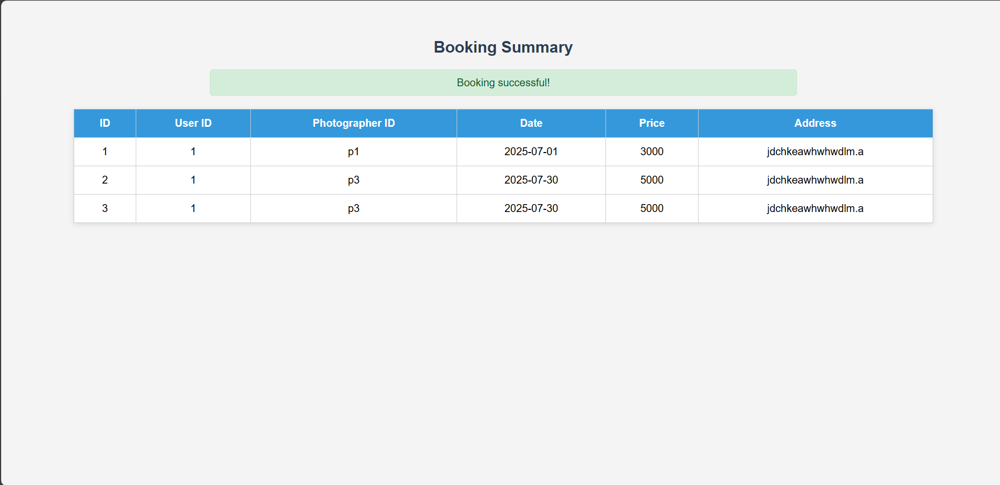 Booking Summary
Booking successful!
ID User ID Photographer ID Date Price Address
1 1 p1 2025-07-01 3000 jdchkeawhwhwdlm.a
2 1 p3 2025-07-30 5000 jdchkeawhwhwdlm.a
3 1 p3 2025-07-30 5000 jdchkeawhwhwdlm.a